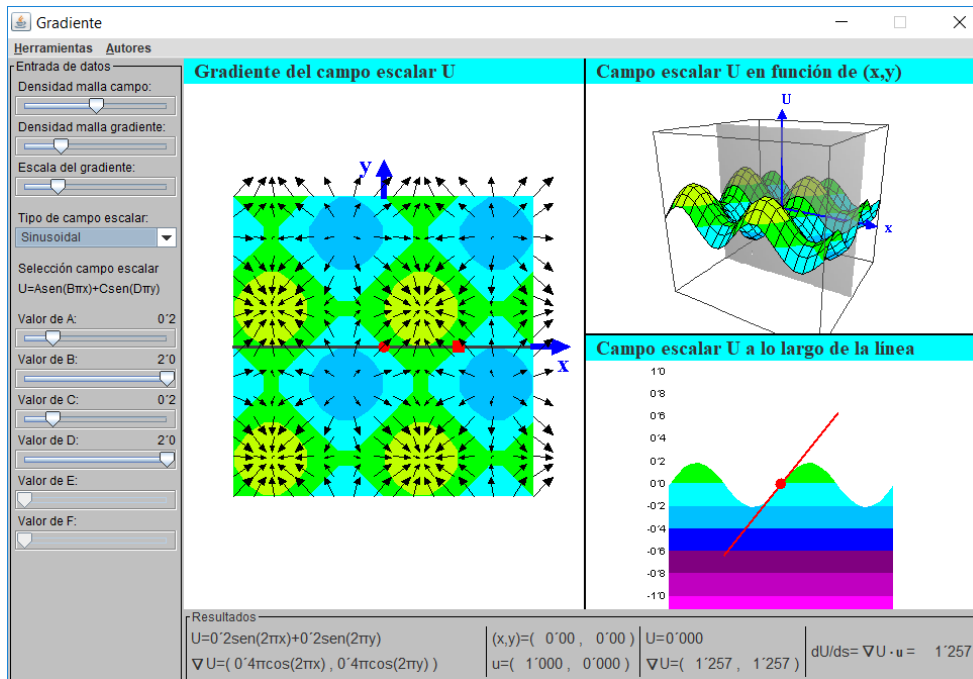 Gradiente
Herramientas Autores
Entrada de datos
Densidad malla campo:
Densidad malla gradiente:
Escala del gradiente:
Tipo de campo escalar:
Sinusoidal
Selección campo escalar
U=Asen(Bπx)+Csen(Dπy)
Valor de A: 0´2
Valor de B: 2´0
Valor de C: 0´2
Valor de D: 2´0
Valor de E:
Valor de F:
Gradiente del campo escalar U
y
x
Campo escalar U en función de (x,y)
U
x
Campo escalar U a lo largo de la línea
1´0
0´8
0´6
0´4
0´2
0´0
-0´2
-0´4
-0´6
-0´8
-1´0
Resultados
U=0´2sen(2πx)+0´2sen(2πy)
∇U=( 0´4πcos(2πx) , 0´4πcos(2πy) )
(x,y)=( 0´00 , 0´00 )
u=( 1´000 , 0´000 )
U=0´000
∇U=( 1´257 , 1´257 )
dU/ds= ∇U · u = 1´257